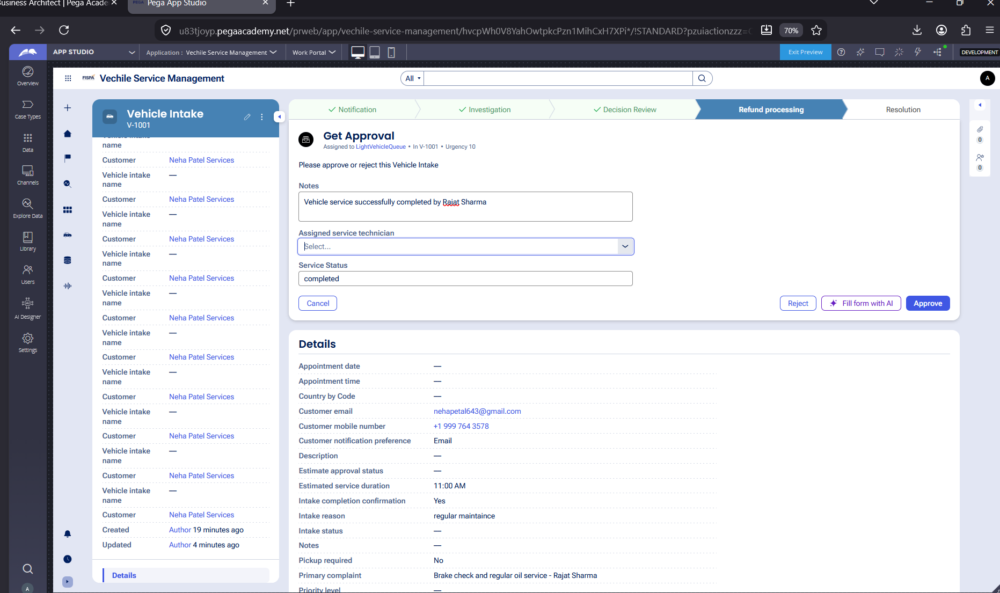 Business Architect | Pega Acade
Pega App Studio
u83tjoyp.pegaacademy.net/prweb/app/vechile-service-management/hvcpWh0V8YahOwtpkcPzn1MihCxH7XPi*/!STANDARD?pzuiactionzzz=
70%
APP STUDIO
Application : Vechile Service Management
Work Portal
Exit Preview
DEVELOPMENT
Overview
Case Types
Data
Channels
Explore Data
Library
Users
AI Designer
Settings
A
FISPA
Vechile Service Management
All
A
Vehicle Intake
V-1001
Vehicle intake
name
Customer Neha Patel Services
Vehicle intake —
name
Customer Neha Patel Services
Vehicle intake —
name
Customer Neha Patel Services
Vehicle intake —
name
Customer Neha Patel Services
Vehicle intake —
name
Customer Neha Patel Services
Vehicle intake —
name
Customer Neha Patel Services
Vehicle intake —
name
Customer Neha Patel Services
Vehicle intake —
name
Customer Neha Patel Services
Vehicle intake —
name
Customer Neha Patel Services
Vehicle intake —
name
Customer Neha Patel Services
Created Author 19 minutes ago
Updated Author 4 minutes ago
Details
Notification
Investigation
Decision Review
Refund processing
Resolution
Get Approval
Assigned to LightVehicleQueue • In V-1001 • Urgency 10
Please approve or reject this Vehicle Intake
Notes
Vehicle service successfully completed by Rajat Sharma
Assigned service technician
Select...
Service Status
completed
Cancel
Reject
Fill form with AI
Approve
0
0
Details
Appointment date —
Appointment time —
Country by Code —
Customer email nehapetal643@gmail.com
Customer mobile number +1 999 764 3578
Customer notification preference Email
Description —
Estimate approval status —
Estimated service duration 11:00 AM
Intake completion confirmation Yes
Intake reason regular maintaince
Intake status —
Notes —
Pickup required No
Primary complaint Brake check and regular oil service - Rajat Sharma
Priority level —